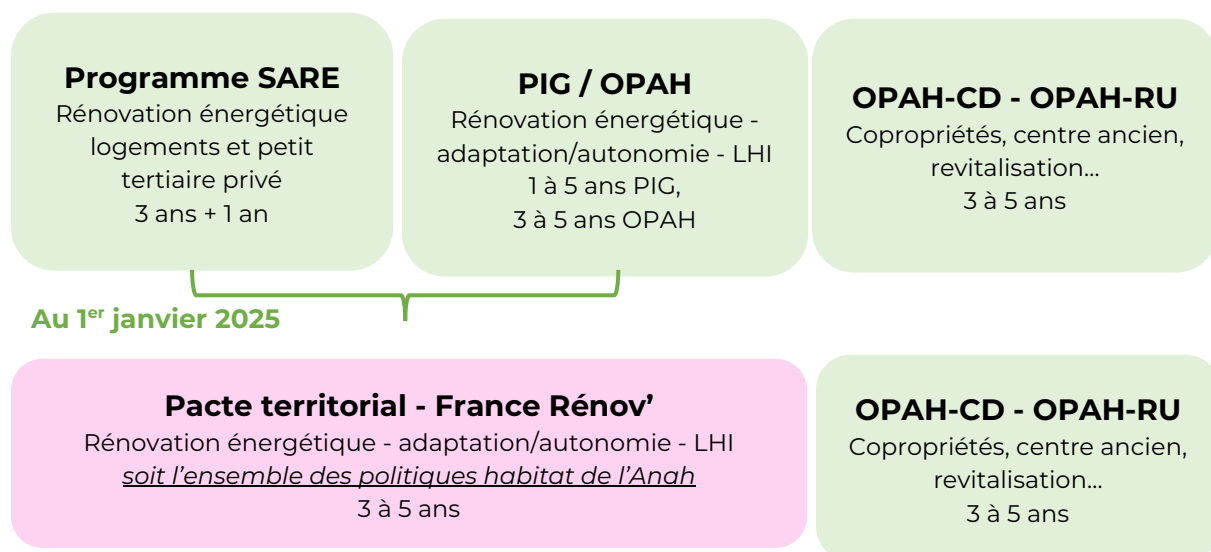 Programme SARE
Rénovation énergétique
logements et petit
tertiaire privé
3 ans + 1 an
PIG / OPAH
Rénovation énergétique -
adaptation/autonomie - LHI
1 à 5 ans PIG,
3 à 5 ans OPAH
OPAH-CD - OPAH-RU
Copropriétés, centre ancien,
revitalisation...
3 à 5 ans
Au 1er janvier 2025
Pacte territorial - France Rénov’
Rénovation énergétique - adaptation/autonomie - LHI
soit l’ensemble des politiques habitat de l’Anah
3 à 5 ans
OPAH-CD - OPAH-RU
Copropriétés, centre ancien,
revitalisation...
3 à 5 ans